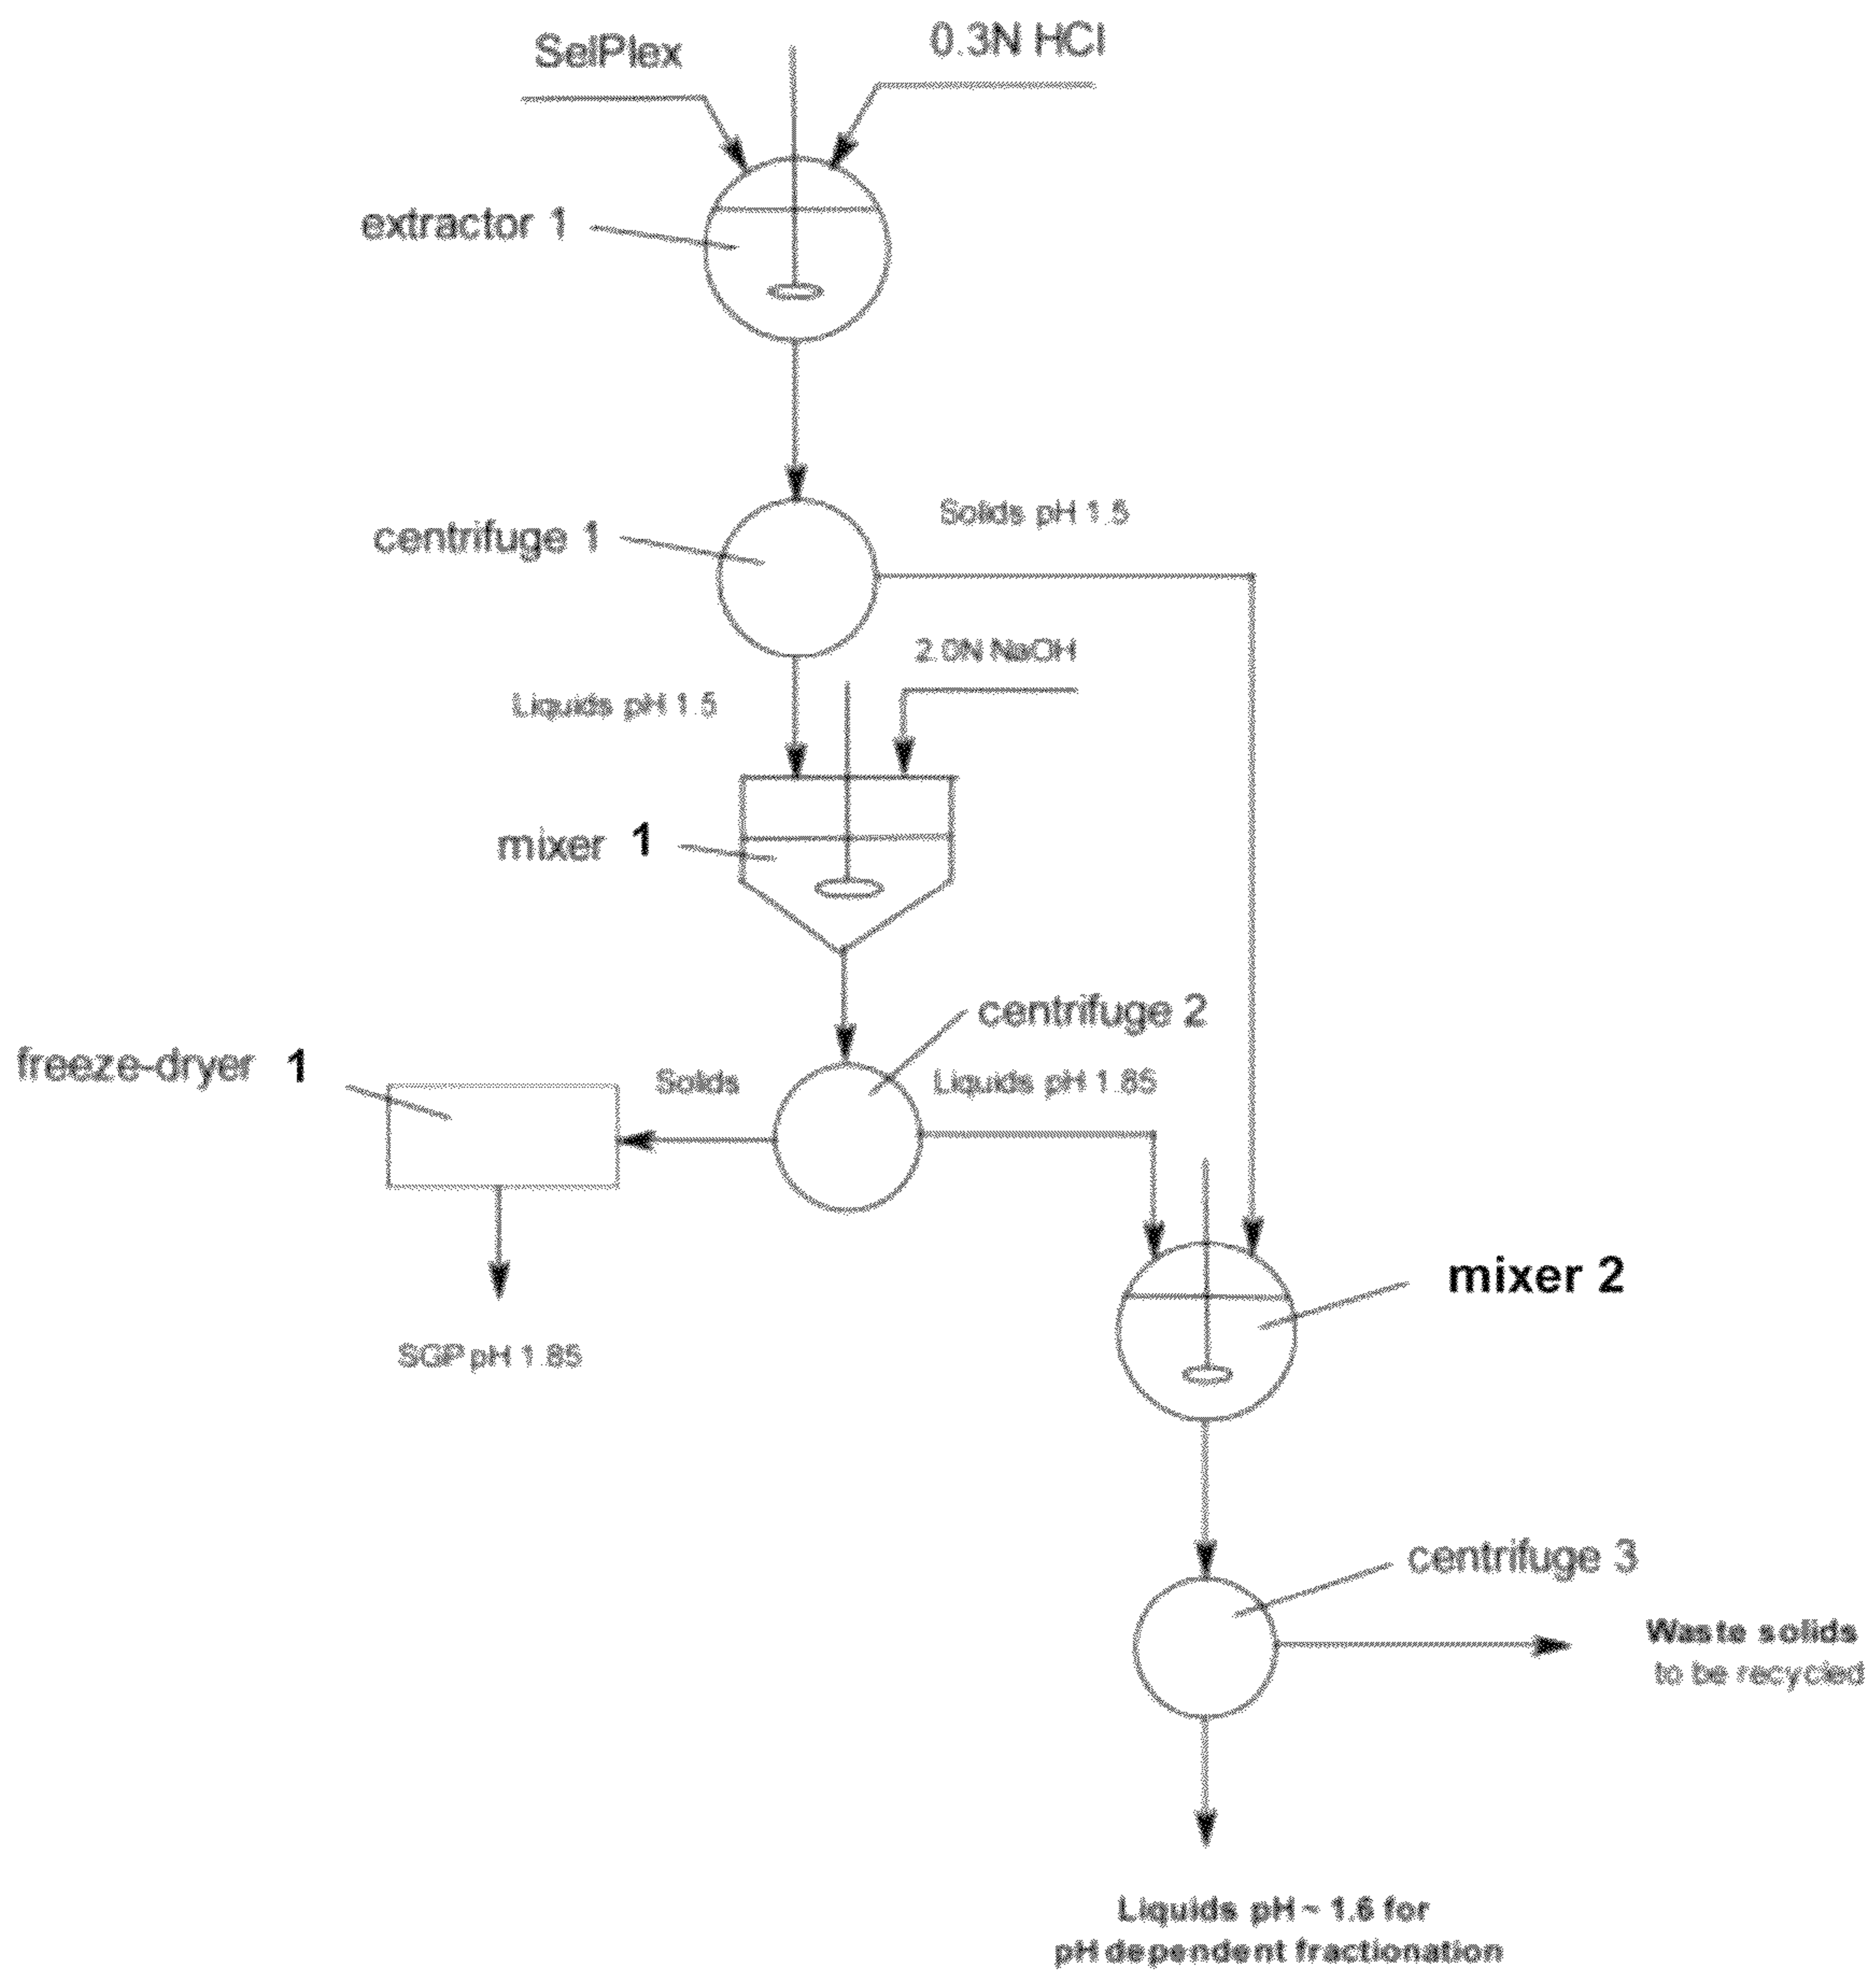 SelPlex
0.3N HCl
extractor 1
centrifuge 1
Solids pH 1.5
2.0N NaOH
Liquids pH 1.5
mixer 1
centrifuge 2
freeze-dryer 1
Solids
Liquids pH 1.85
mixer 2
SGP pH 1.85
centrifuge 3
Waste solids
to be recycled
Liquids pH ~ 1.6 for
pH dependent fractionation